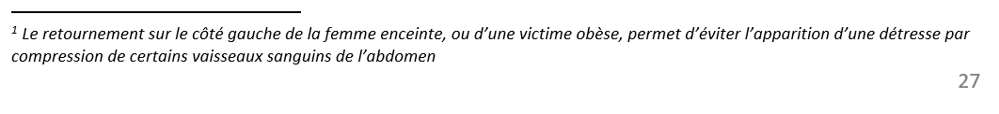 ¹ Le retournement sur le côté gauche de la femme enceinte, ou d’une victime obèse, permet d’éviter l’apparition d’une détresse par
compression de certains vaisseaux sanguins de l’abdomen
27